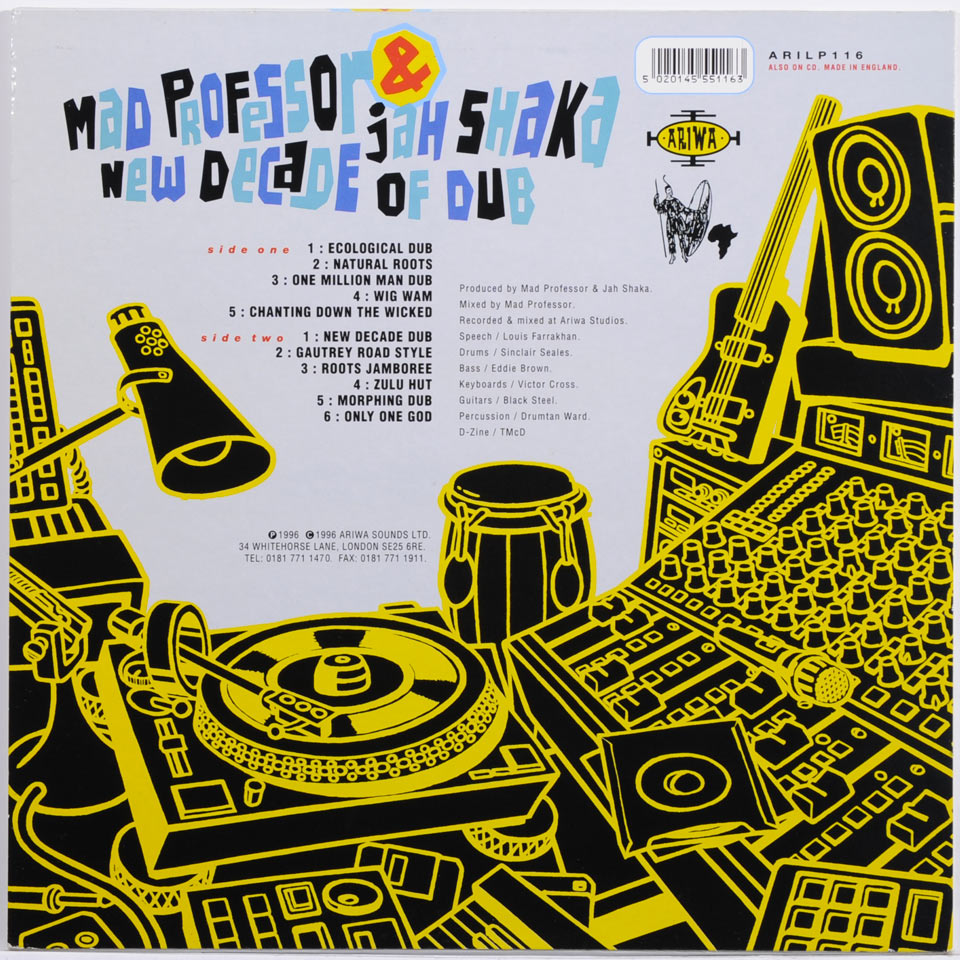 MaD PROFeSSOr & jaH SHaKa
NeW DeCaDE OF DUB
5 020145 551163
ARILP116
ALSO ON CD. MADE IN ENGLAND.
ARIWA
side one 1 : ECOLOGICAL DUB
2 : NATURAL ROOTS
3 : ONE MILLION MAN DUB
4 : WIG WAM
5 : CHANTING DOWN THE WICKED
side two 1 : NEW DECADE DUB
2 : GAUTREY ROAD STYLE
3 : ROOTS JAMBOREE
4 : ZULU HUT
5 : MORPHING DUB
6 : ONLY ONE GOD
Produced by Mad Professor & Jah Shaka.
Mixed by Mad Professor.
Recorded & mixed at Ariwa Studios.
Speech / Louis Farrakhan.
Drums / Sinclair Seales.
Bass / Eddie Brown.
Keyboards / Victor Cross.
Guitars / Black Steel.
Percussion / Drumtan Ward.
D-Zine / TMcD
℗1996 ©1996 ARIWA SOUNDS LTD.
34 WHITEHORSE LANE, LONDON SE25 6RE.
TEL: 0181 771 1470. FAX: 0181 771 1911.